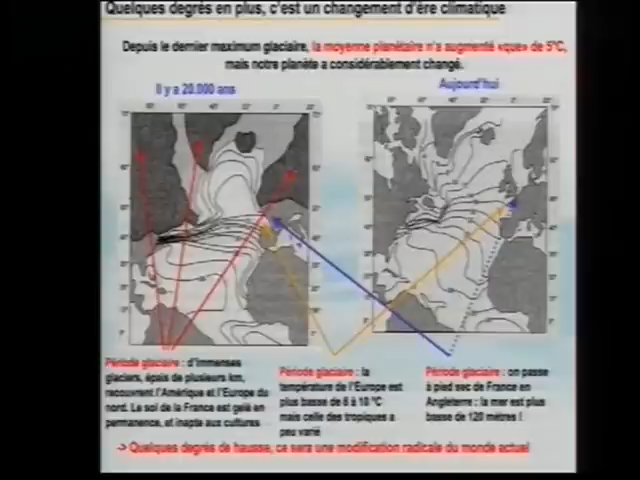 Quelques degrés en plus, c'est un changement d'ère climatique
Depuis le dernier maximum glaciaire, la moyenne planétaire n'a augmenté «que» de 5°C,
mais notre planète a considérablement changé.
Il y a 20.000 ans
Aujourd'hui
Période glaciaire : d'immenses
glaciers, épais de plusieurs km,
recouvrent l'Amérique et l'Europe du
nord. Le sol de la France est gelé en
permanence, et inapte aux cultures
Période glaciaire : la
température de l'Europe est
plus basse de 6 à 10 °C
mais celle des tropiques a
peu varié
Période glaciaire : on passe
à pied sec de France en
Angleterre : la mer est plus
basse de 120 mètres !
-> Quelques degrés de hausse, ce sera une modification radicale du monde actuel